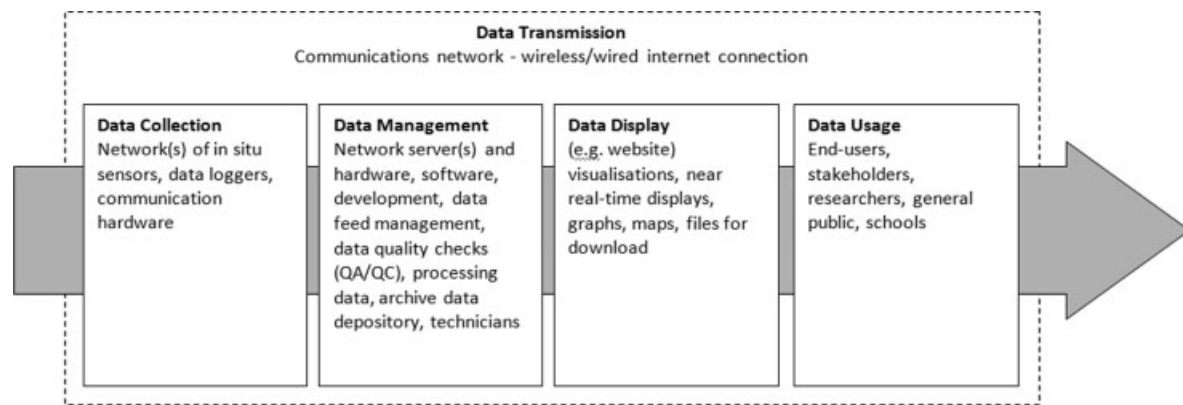 Data Transmission
Communications network - wireless/wired internet connection
Data Collection
Network(s) of in situ
sensors, data loggers,
communication
hardware
Data Management
Network server(s) and
hardware, software,
development, data
feed management,
data quality checks
(QA/QC), processing
data, archive data
depository, technicians
Data Display
(e.g. website)
visualisations, near
real-time displays,
graphs, maps, files for
download
Data Usage
End-users,
stakeholders,
researchers, general
public, schools